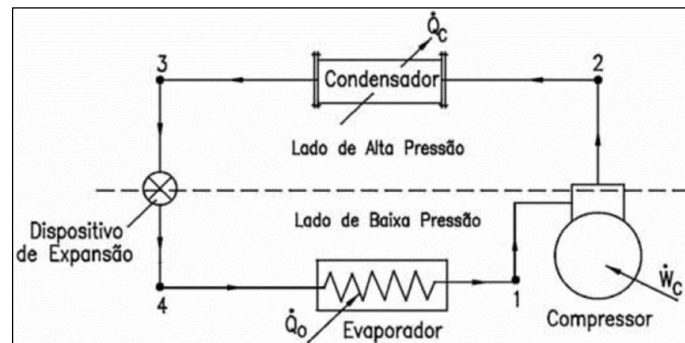 Q̇c
3
Condensador
2
Lado de Alta Pressão
Lado de Baixa Pressão
Dispositivo
de Expansão
4
Q̇o
Evaporador
1
Ẇc
Compressor